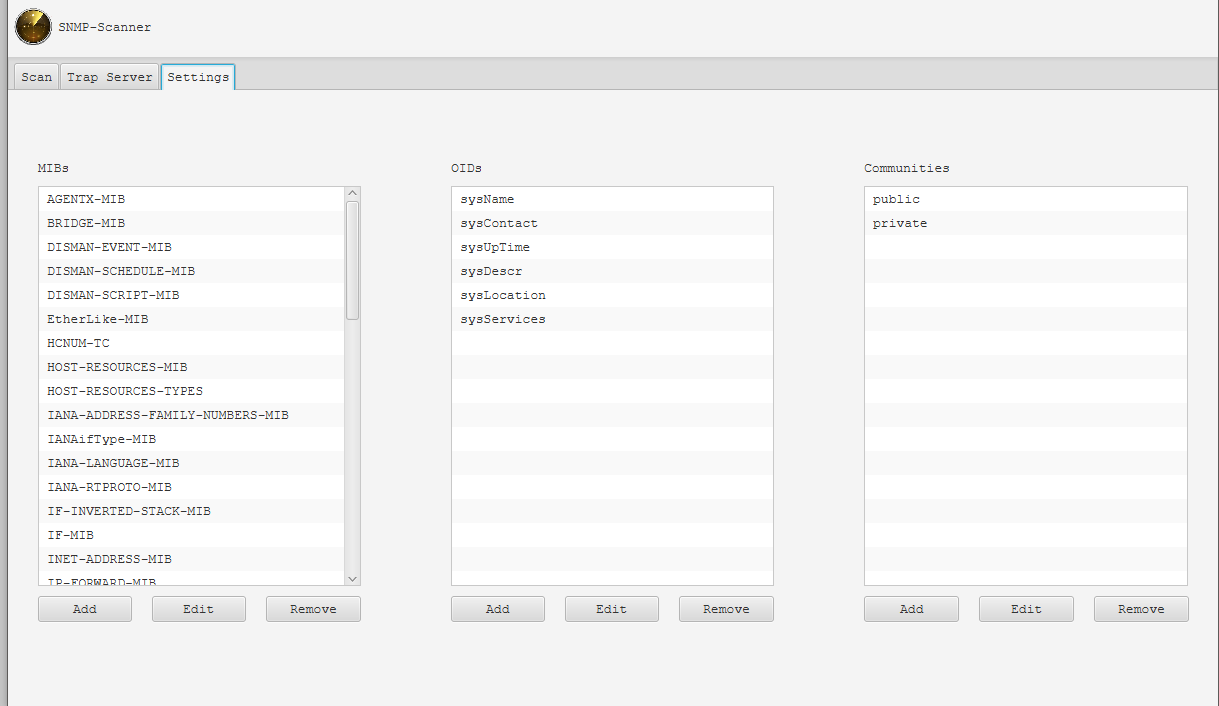 SNMP-Scanner
Scan Trap Server Settings
MIBs
AGENTX-MIB
BRIDGE-MIB
DISMAN-EVENT-MIB
DISMAN-SCHEDULE-MIB
DISMAN-SCRIPT-MIB
EtherLike-MIB
HCNUM-TC
HOST-RESOURCES-MIB
HOST-RESOURCES-TYPES
IANA-ADDRESS-FAMILY-NUMBERS-MIB
IANAifType-MIB
IANA-LANGUAGE-MIB
IANA-RTPROTO-MIB
IF-INVERTED-STACK-MIB
IF-MIB
INET-ADDRESS-MIB
IP-FORWARD-MIB
Add Edit Remove
OIDs
sysName
sysContact
sysUpTime
sysDescr
sysLocation
sysServices
Add Edit Remove
Communities
public
private
Add Edit Remove